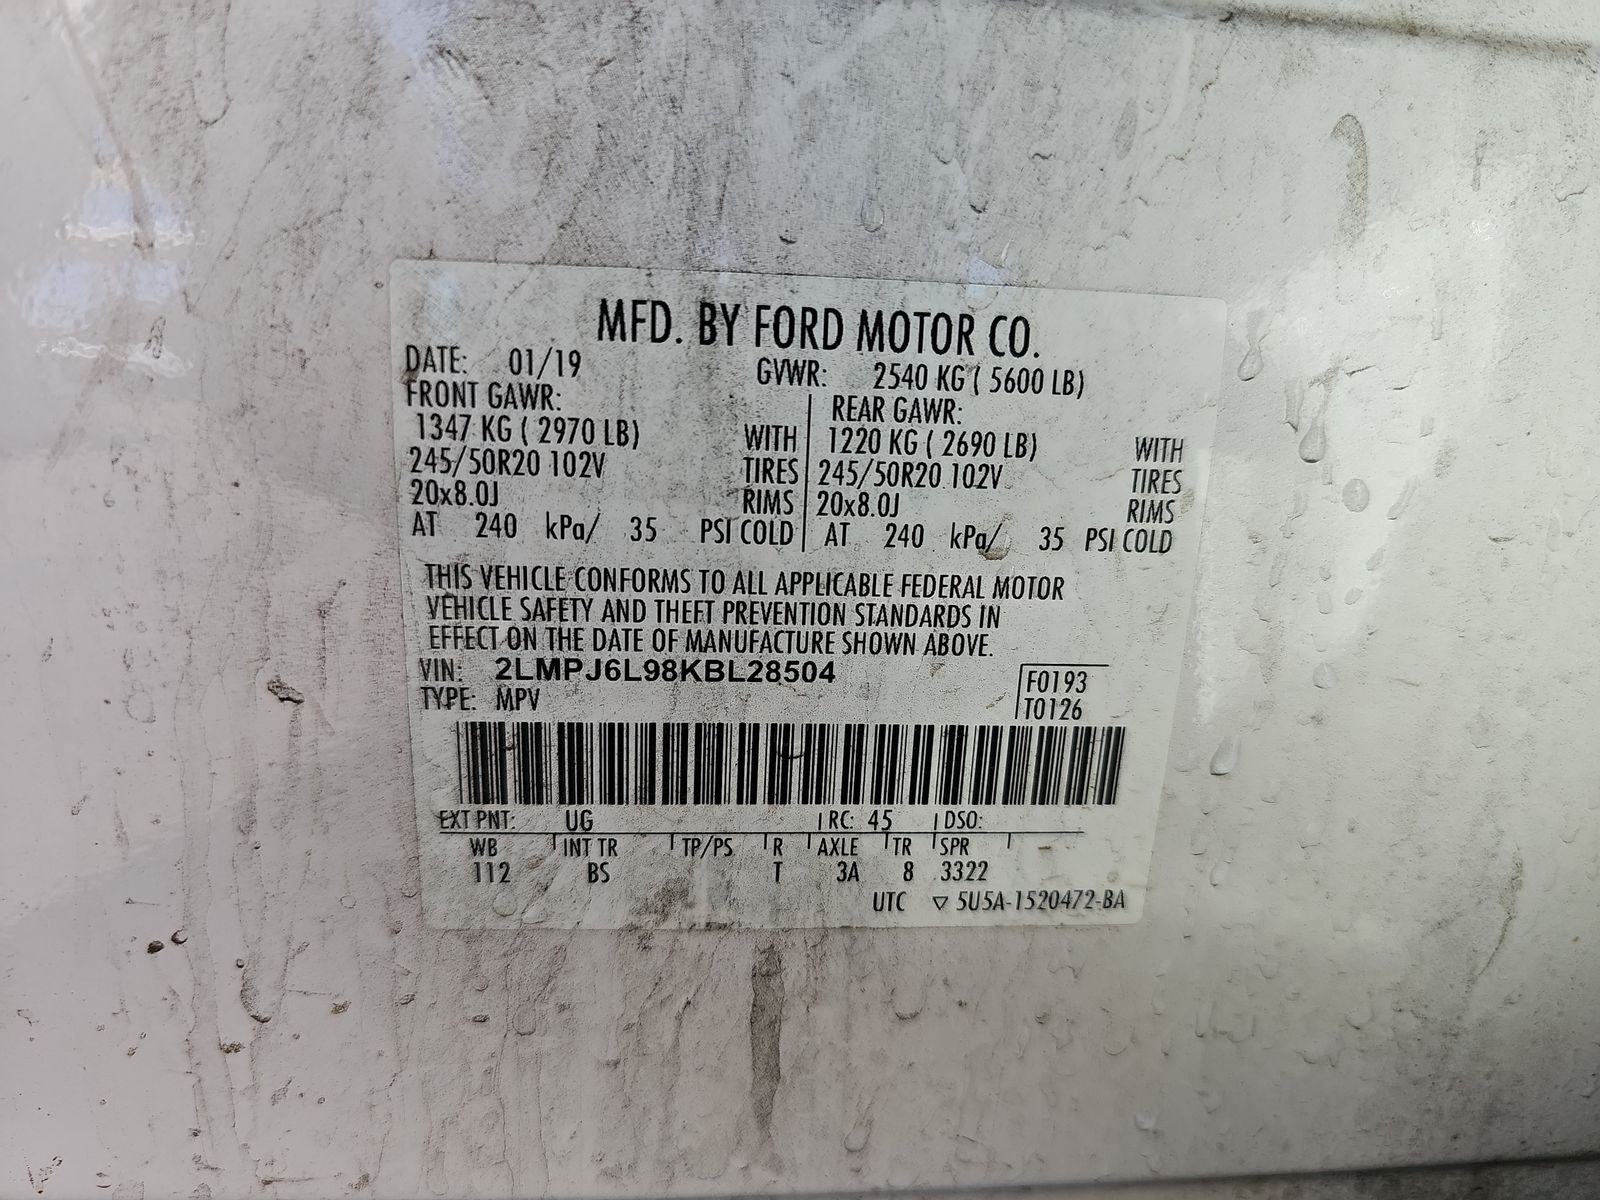 MFD. BY FORD MOTOR CO.
DATE: 01/19 GVWR: 2540 KG ( 5600 LB)
FRONT GAWR: REAR GAWR:
1347 KG ( 2970 LB) WITH 1220 KG ( 2690 LB) WITH
245/50R20 102V TIRES 245/50R20 102V TIRES
20x8.0J RIMS 20x8.0J RIMS
AT 240 kPa/ 35 PSI COLD AT 240 kPa/ 35 PSI COLD
THIS VEHICLE CONFORMS TO ALL APPLICABLE FEDERAL MOTOR
VEHICLE SAFETY AND THEFT PREVENTION STANDARDS IN
EFFECT ON THE DATE OF MANUFACTURE SHOWN ABOVE.
VIN: 2LMPJ6L98KBL28504 F0193
TYPE: MPV T0126
EXT PNT: UG RC: 45 DSO:
WB INT TR TP/PS R AXLE TR SPR
112 BS T 3A 8 3322
UTC ▽ 5U5A-1520472-BA